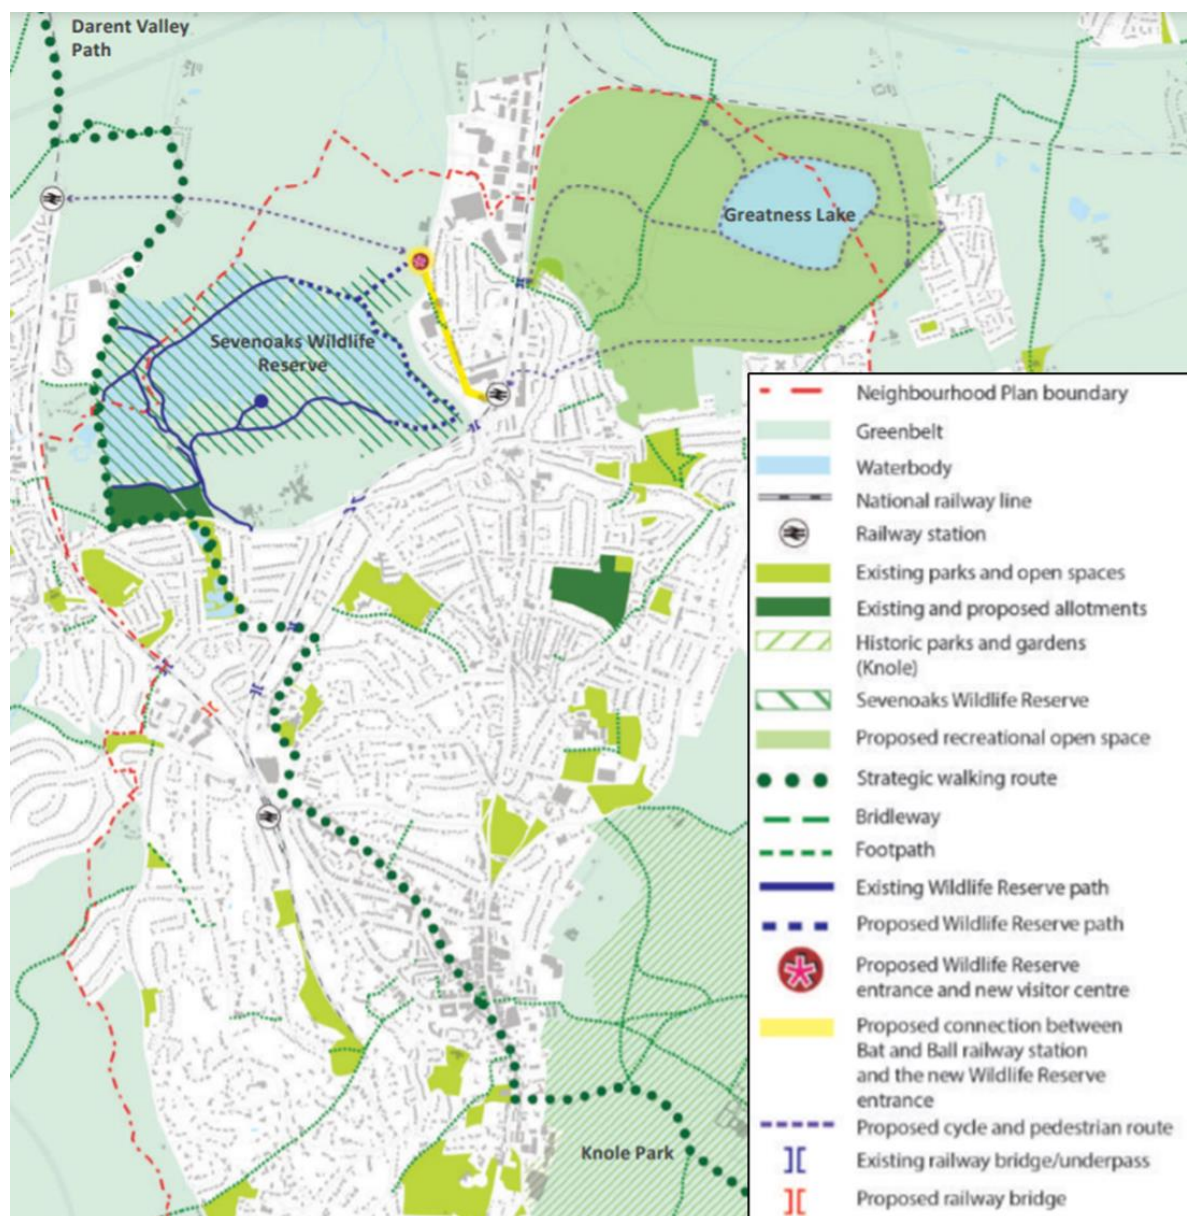 Darent Valley
Path
Greatness Lake
Sevenoaks Wildlife
Reserve
Knole Park
Neighbourhood Plan boundary
Greenbelt
Waterbody
National railway line
Railway station
Existing parks and open spaces
Existing and proposed allotments
Historic parks and gardens
(Knole)
Sevenoaks Wildlife Reserve
Proposed recreational open space
Strategic walking route
Bridleway
Footpath
Existing Wildlife Reserve path
Proposed Wildlife Reserve path
Proposed Wildlife Reserve
entrance and new visitor centre
Proposed connection between
Bat and Ball railway station
and the new Wildlife Reserve
entrance
Proposed cycle and pedestrian route
Existing railway bridge/underpass
Proposed railway bridge